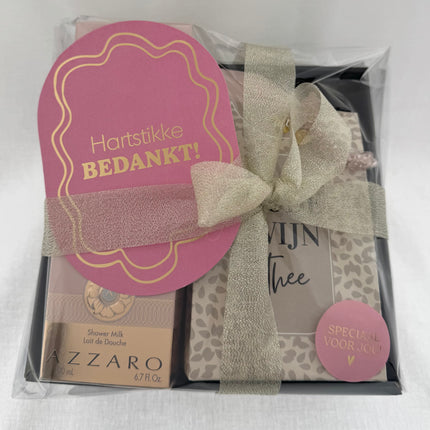 Hartstikke
BEDANKT!
WIJN
Thee
Shower Milk
Lait de Douche
AZZARO
6.7 fl.Oz.
SPECIAAL
VOOR JOU